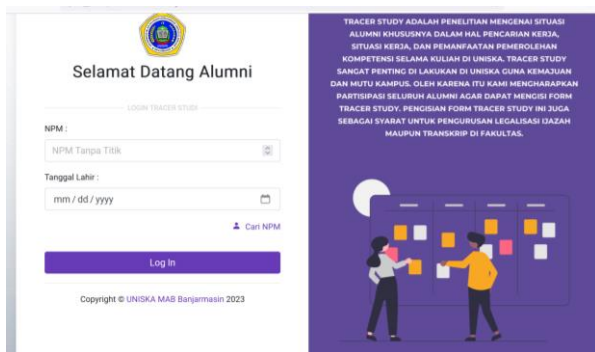 Selamat Datang Alumni
LOGIN TRACER STUDI
NPM :
NPM Tanpa Titik
Tanggal Lahir :
mm / dd / yyyy
Cari NPM
Log In
Copyright © UNISKA MAB Banjarmasin 2023
TRACER STUDY ADALAH PENELITIAN MENGENAI SITUASI
ALUMNI KHUSUSNYA DALAM HAL PENCARIAN KERJA,
SITUASI KERJA, DAN PEMANFAATAN PEMEROLEHAN
KOMPETENSI SELAMA KULIAH DI UNISKA. TRACER STUDY
SANGAT PENTING DI LAKUKAN DI UNISKA GUNA KEMAJUAN
DAN MUTU KAMPUS. OLEH KARENA ITU KAMI MENGHARAPKAN
PARTISIPASI SELURUH ALUMNI AGAR DAPAT MENGISI FORM
TRACER STUDY. PENGISIAN FORM TRACER STUDY INI JUGA
SEBAGAI SYARAT UNTUK PENGURUSAN LEGALISASI IJAZAH
MAUPUN TRANSKRIP DI FAKULTAS.